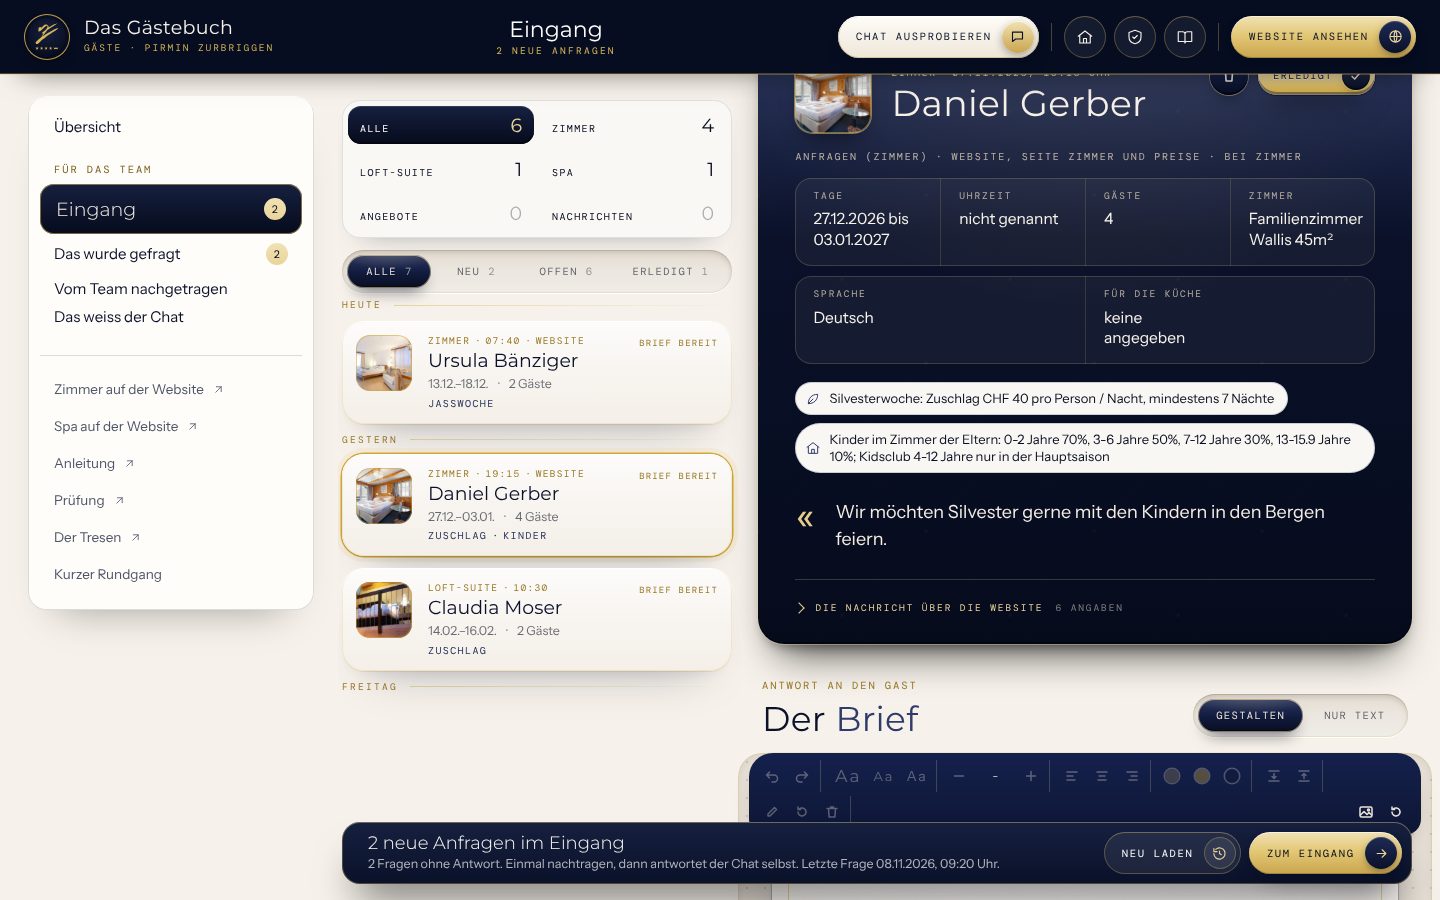 Das Gästebuch
GÄSTE · PIRMIN ZURBRIGGEN
Eingang
2 NEUE ANFRAGEN
CHAT AUSPROBIEREN
WEBSITE ANSEHEN
Übersicht
FÜR DAS TEAM
Eingang 2
Das wurde gefragt 2
Vom Team nachgetragen
Das weiss der Chat
Zimmer auf der Website
Spa auf der Website
Anleitung
Prüfung
Der Tresen
Kurzer Rundgang
ALLE 6
ZIMMER 4
LOFT-SUITE 1
SPA 1
ANGEBOTE 0
NACHRICHTEN 0
ALLE 7 NEU 2 OFFEN 6 ERLEDIGT 1
HEUTE
ZIMMER · 07:40 · WEBSITE
BRIEF BEREIT
Ursula Bänziger
13.12.–18.12. · 2 Gäste
JASSWOCHE
GESTERN
ZIMMER · 19:15 · WEBSITE
BRIEF BEREIT
Daniel Gerber
27.12.–03.01. · 4 Gäste
ZUSCHLAG · KINDER
LOFT-SUITE · 10:30
BRIEF BEREIT
Claudia Moser
14.02.–16.02. · 2 Gäste
ZUSCHLAG
FREITAG
ERLEDIGT
Daniel Gerber
ANFRAGEN (ZIMMER) · WEBSITE, SEITE ZIMMER UND PREISE · BEI ZIMMER
TAGE
27.12.2026 bis
03.01.2027
UHRZEIT
nicht genannt
GÄSTE
4
ZIMMER
Familienzimmer
Wallis 45m²
SPRACHE
Deutsch
FÜR DIE KÜCHE
keine
angegeben
Silvesterwoche: Zuschlag CHF 40 pro Person / Nacht, mindestens 7 Nächte
Kinder im Zimmer der Eltern: 0-2 Jahre 70%, 3-6 Jahre 50%, 7-12 Jahre 30%, 13-15.9 Jahre
10%; Kidsclub 4-12 Jahre nur in der Hauptsaison
« Wir möchten Silvester gerne mit den Kindern in den Bergen
feiern.
DIE NACHRICHT ÜBER DIE WEBSITE 6 ANGABEN
ANTWORT AN DEN GAST
Der Brief
GESTALTEN NUR TEXT
Aa Aa Aa - 
2 neue Anfragen im Eingang
2 Fragen ohne Antwort. Einmal nachtragen, dann antwortet der Chat selbst. Letzte Frage 08.11.2026, 09:20 Uhr.
NEU LADEN
ZUM EINGANG